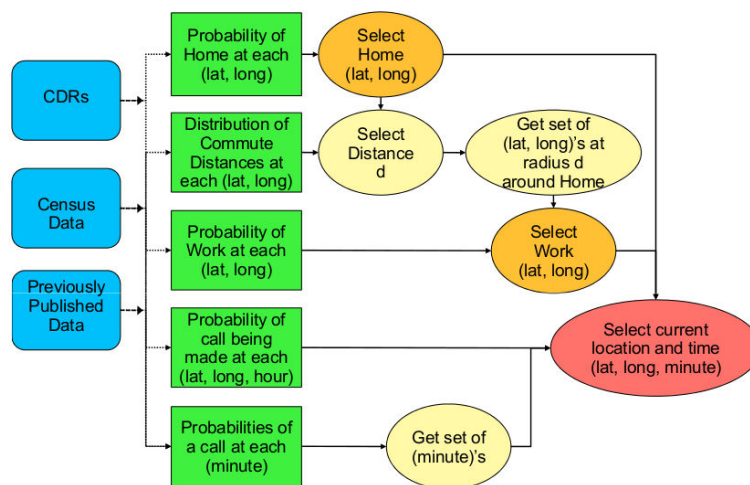 CDRs
Census
Data
Previously
Published
Data
Probability of
Home at each
(lat, long)
Select
Home
(lat, long)
Distribution of
Commute
Distances at
each (lat, long)
Select
Distance
d
Get set of
(lat, long)'s at
radius d
around Home
Probability of
Work at each
(lat, long)
Select
Work
(lat, long)
Probability of
call being
made at each
(lat, long, hour)
Select current
location and time
(lat, long, minute)
Probabilities of
a call at each
(minute)
Get set of
(minute)'s